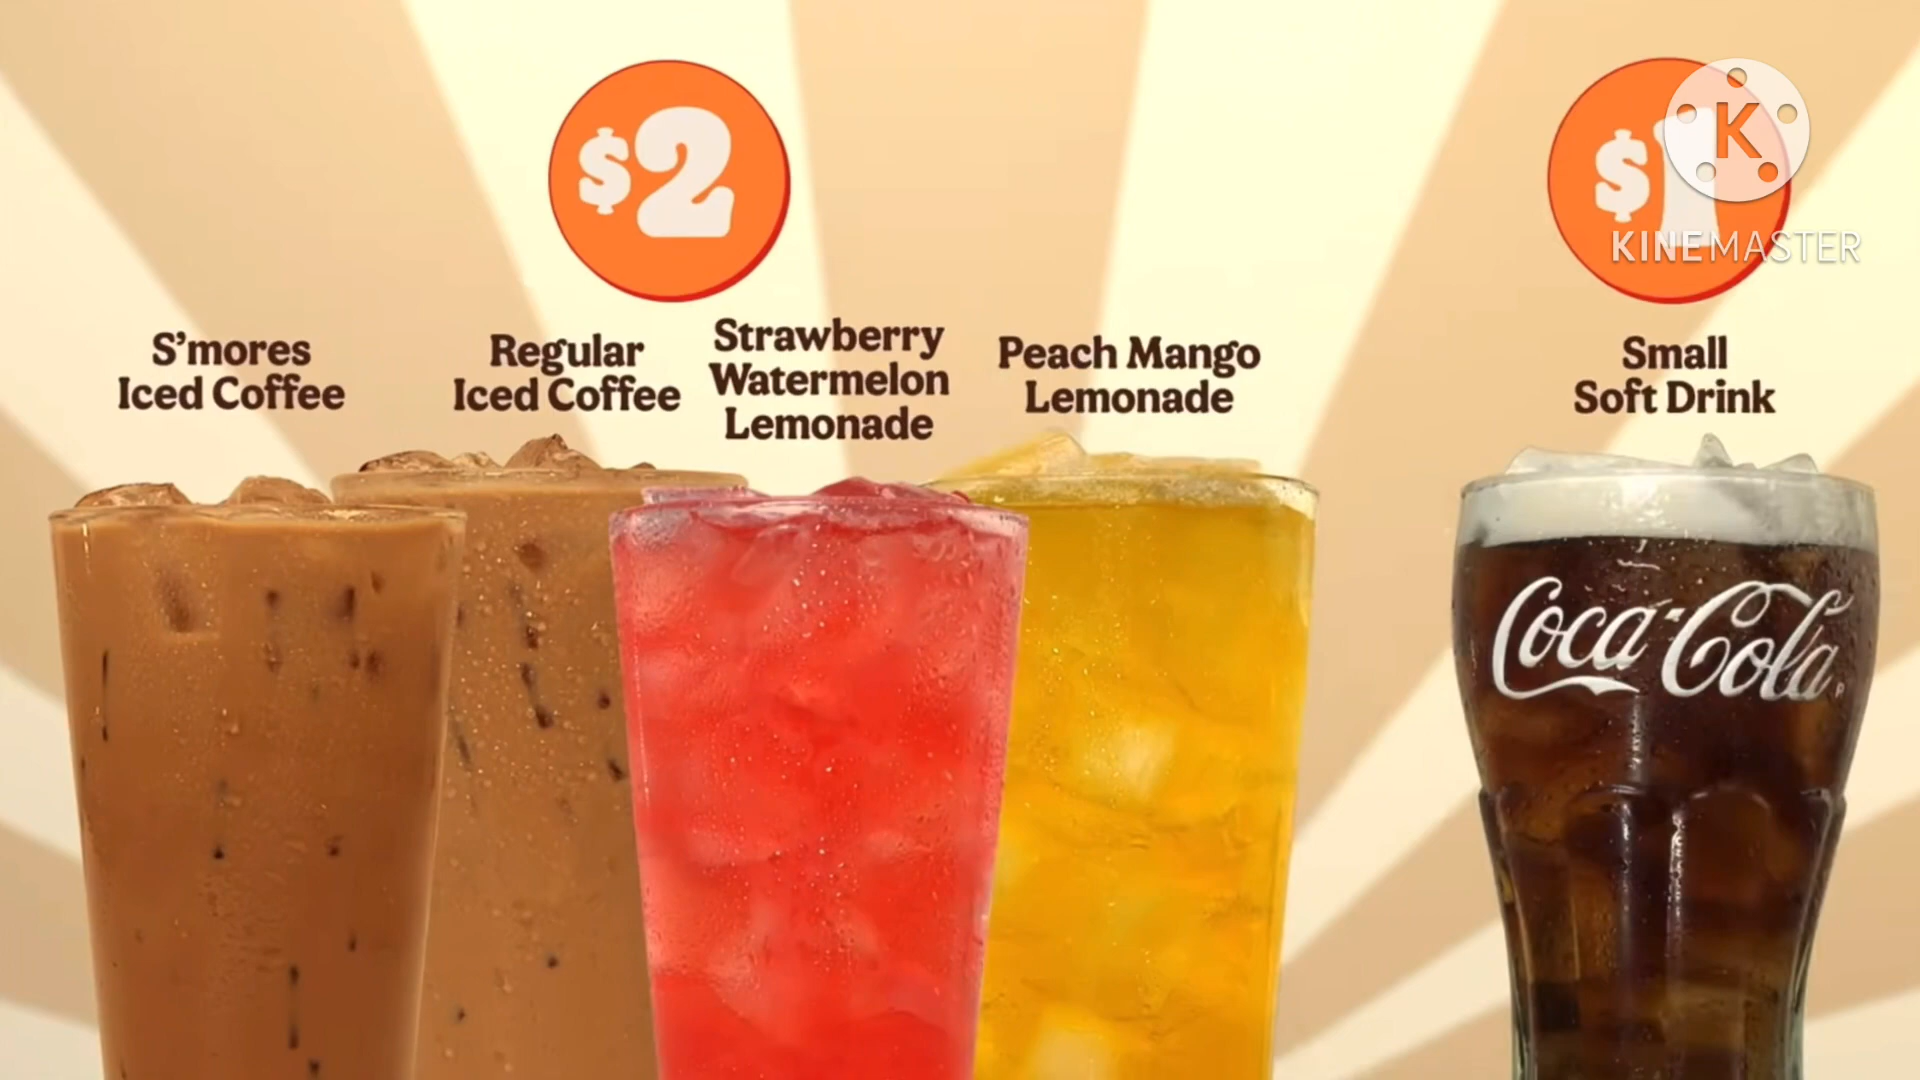 $2
$1
K
KINEMASTER
S'mores
Iced Coffee
Regular
Iced Coffee
Strawberry
Watermelon
Lemonade
Peach Mango
Lemonade
Small
Soft Drink
Coca-Cola